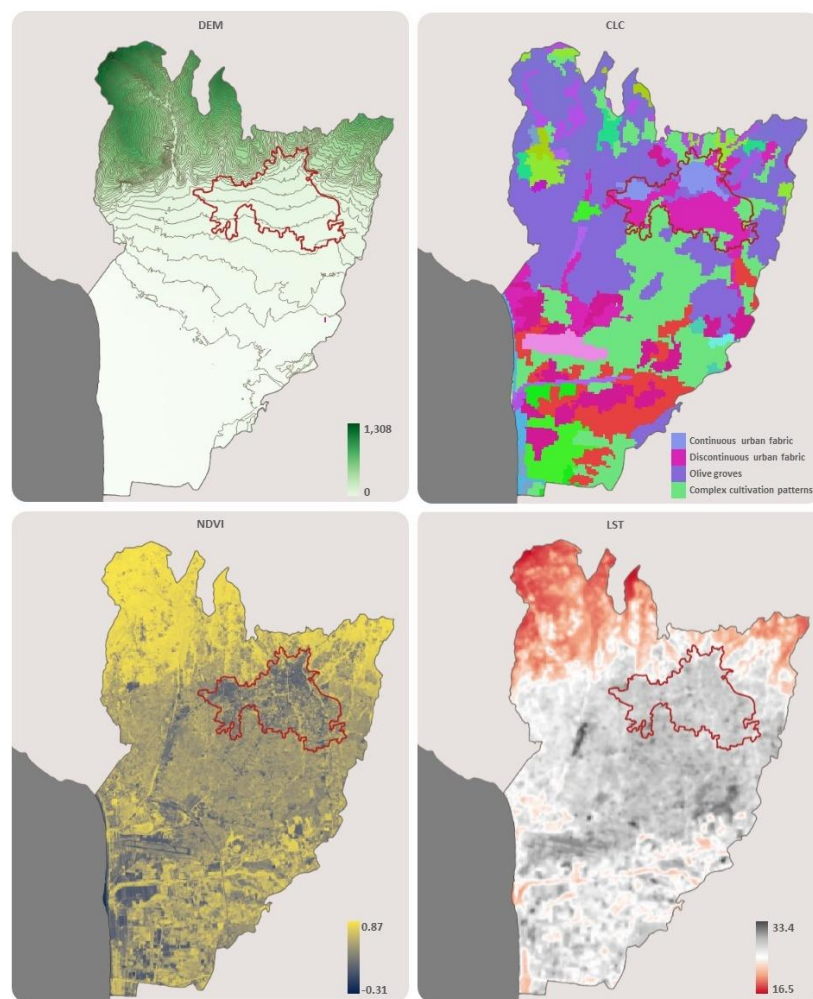 DEM
1,308
0
CLC
Continuous urban fabric
Discontinuous urban fabric
Olive groves
Complex cultivation patterns
NDVI
0.87
-0.31
LST
33.4
16.5